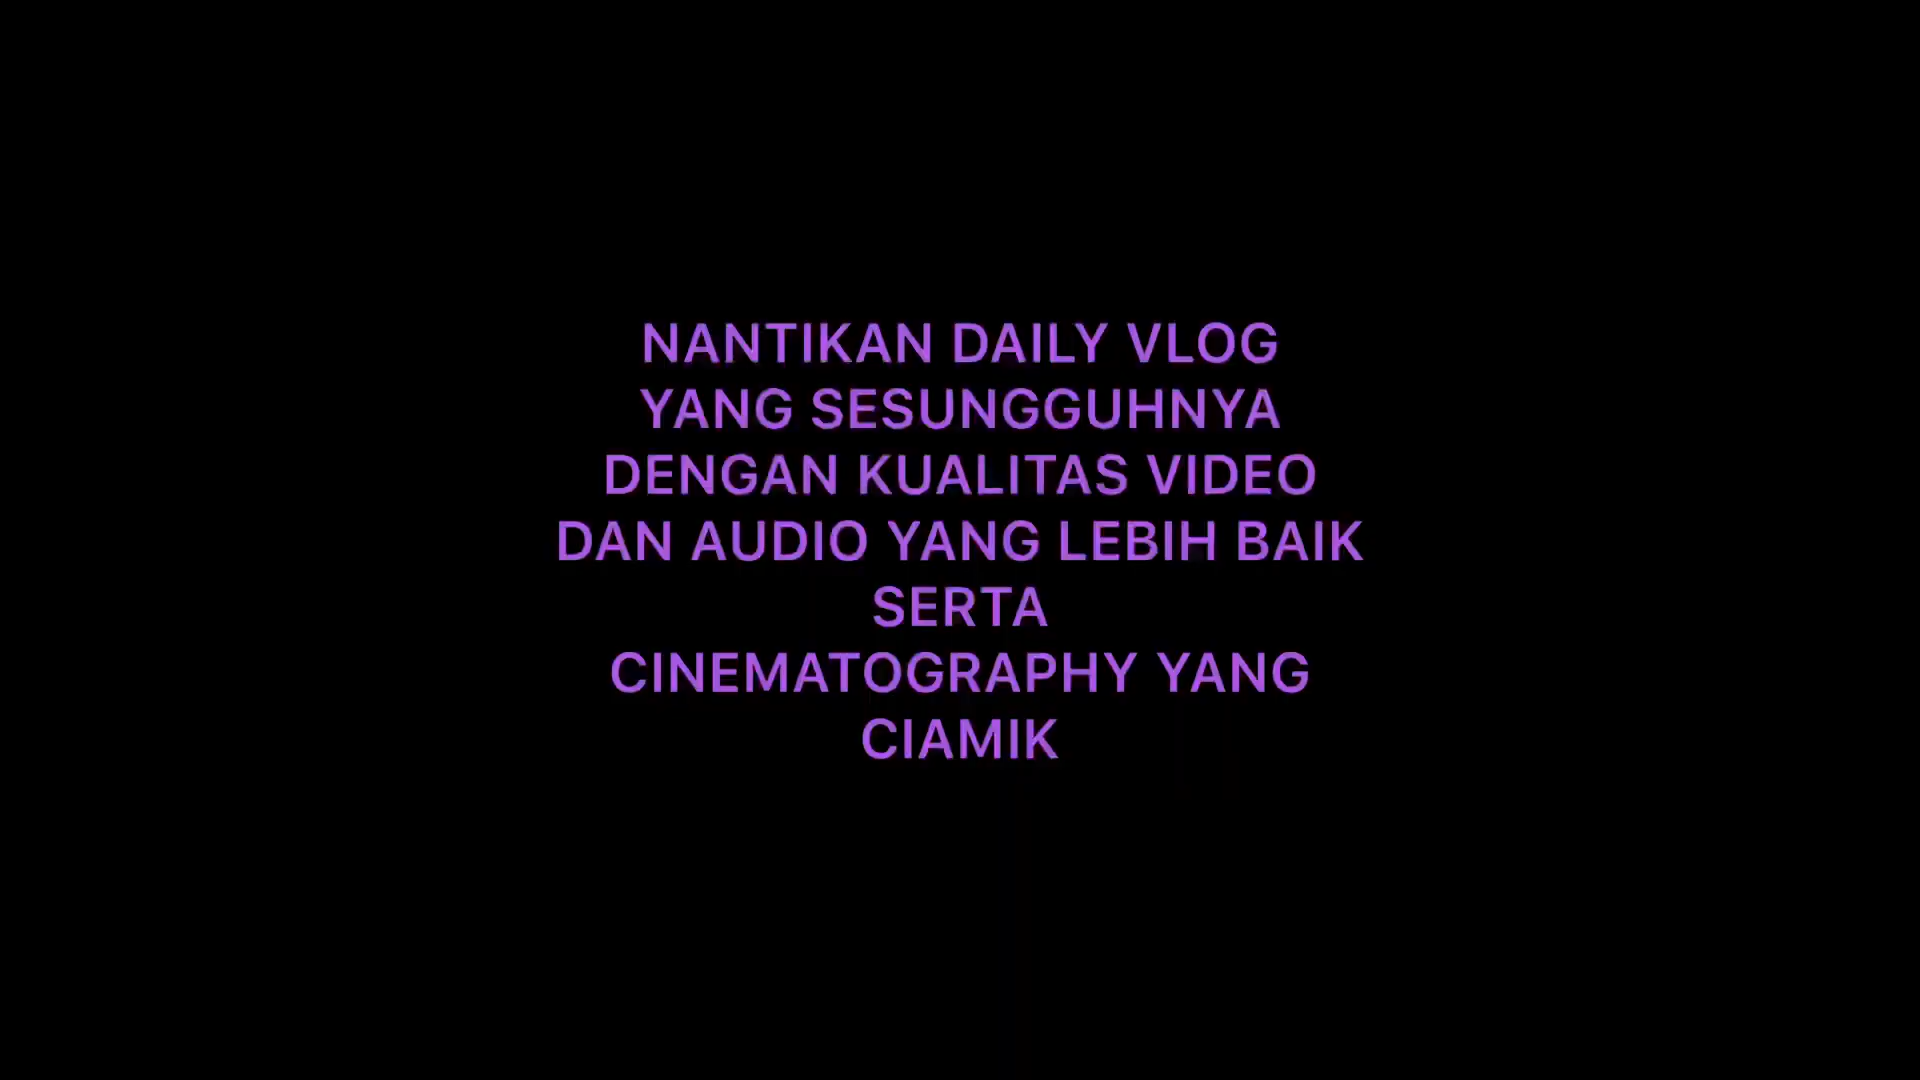 NANTIKAN DAILY VLOG
YANG SESUNGGUHNYA
DENGAN KUALITAS VIDEO
DAN AUDIO YANG LEBIH BAIK
SERTA
CINEMATOGRAPHY YANG
CIAMIK